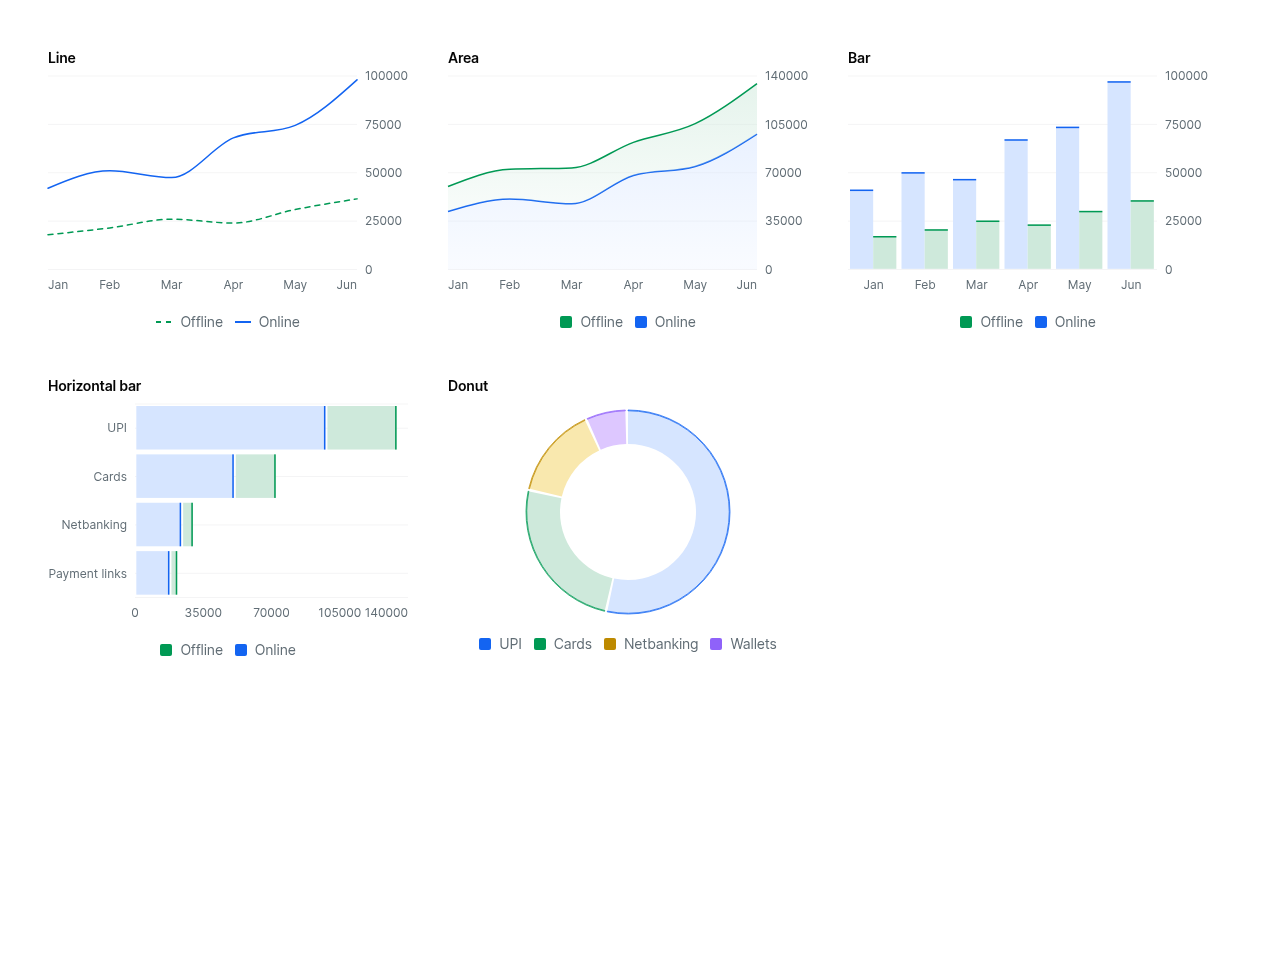 Line
100000
75000
50000
25000
0
Jan Feb Mar Apr May Jun
Offline Online
Area
140000
105000
70000
35000
0
Jan Feb Mar Apr May Jun
Offline Online
Bar
100000
75000
50000
25000
0
Jan Feb Mar Apr May Jun
Offline Online
Horizontal bar
UPI
Cards
Netbanking
Payment links
0 35000 70000 105000 140000
Offline Online
Donut
UPI Cards Netbanking Wallets